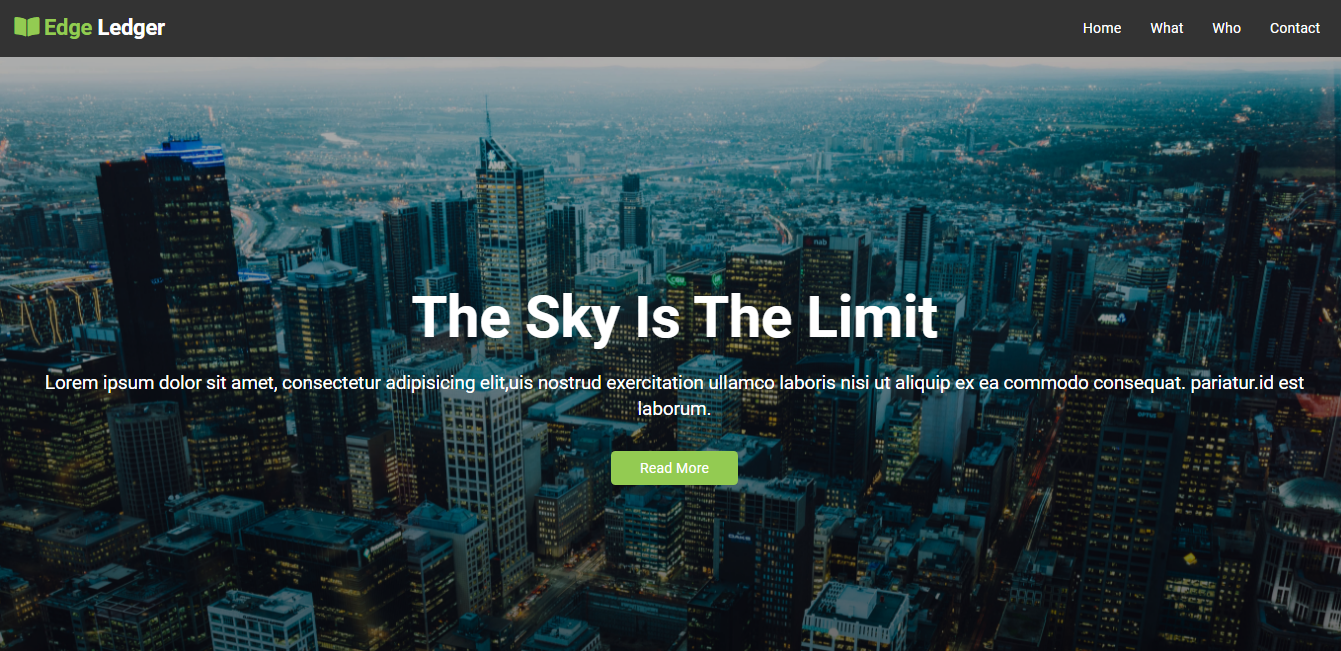 Edge Ledger
Home What Who Contact
nab
The Sky Is The Limit
Lorem ipsum dolor sit amet, consectetur adipisicing elit,uis nostrud exercitation ullamco laboris nisi ut aliquip ex ea commodo consequat. pariatur.id est
laborum.
Read More